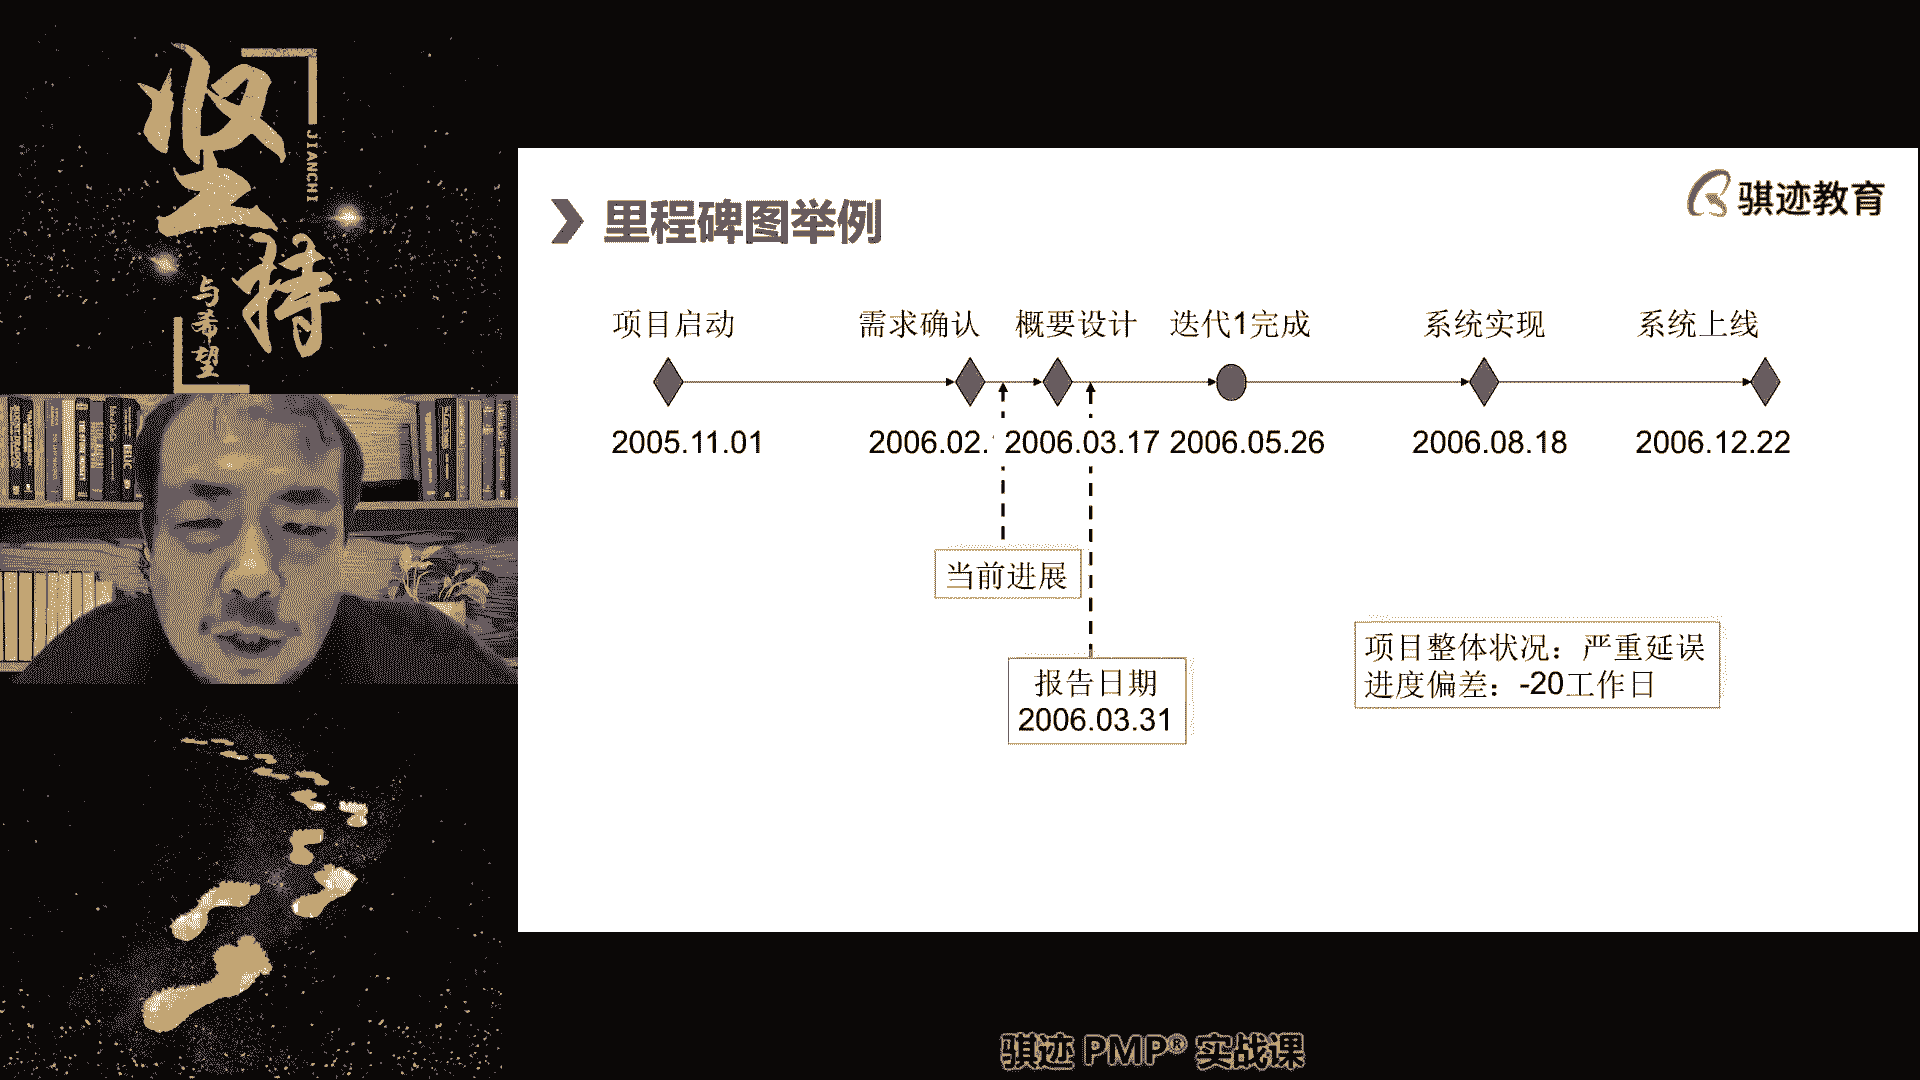 坚持
JIANCHI
与希望
骐迹教育
里程碑图举例
项目启动 需求确认 概要设计 迭代1完成 系统实现 系统上线
2005.11.01 2006.02. 2006.03.17 2006.05.26 2006.08.18 2006.12.22
当前进展
报告日期
2006.03.31
项目整体状况：严重延误
进度偏差：-20工作日
骐迹 PMP® 实战课